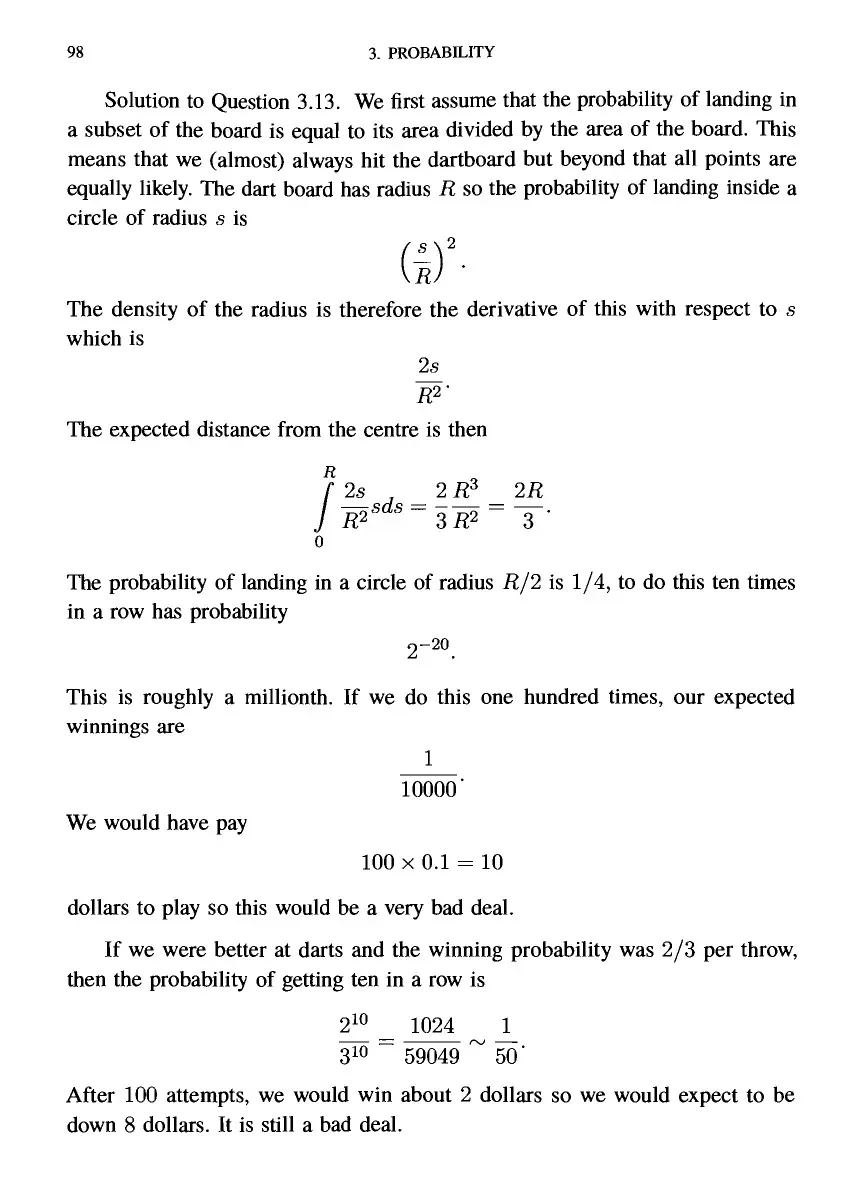 98 3. PROBABILITY
Solution to Question 3.13. We first assume that the probability of landing in
a subset of the board is equal to its area divided by the area of the board. This
means that we (almost) always hit the dartboard but beyond that all points are
equally likely. The dart board has radius R so the probability of landing inside a
circle of radius s is
(s/R)².
The density of the radius is therefore the derivative of this with respect to s
which is
2s/R².
The expected distance from the centre is then
∫₀ᴿ (2s/R²) sds = (2/3)(R³/R²) = 2R/3.
The probability of landing in a circle of radius R/2 is 1/4, to do this ten times
in a row has probability
2⁻²⁰.
This is roughly a millionth. If we do this one hundred times, our expected
winnings are
1/10000.
We would have pay
100 × 0.1 = 10
dollars to play so this would be a very bad deal.
If we were better at darts and the winning probability was 2/3 per throw,
then the probability of getting ten in a row is
2¹⁰/3¹⁰ = 1024/59049 ∼ 1/50.
After 100 attempts, we would win about 2 dollars so we would expect to be
down 8 dollars. It is still a bad deal.